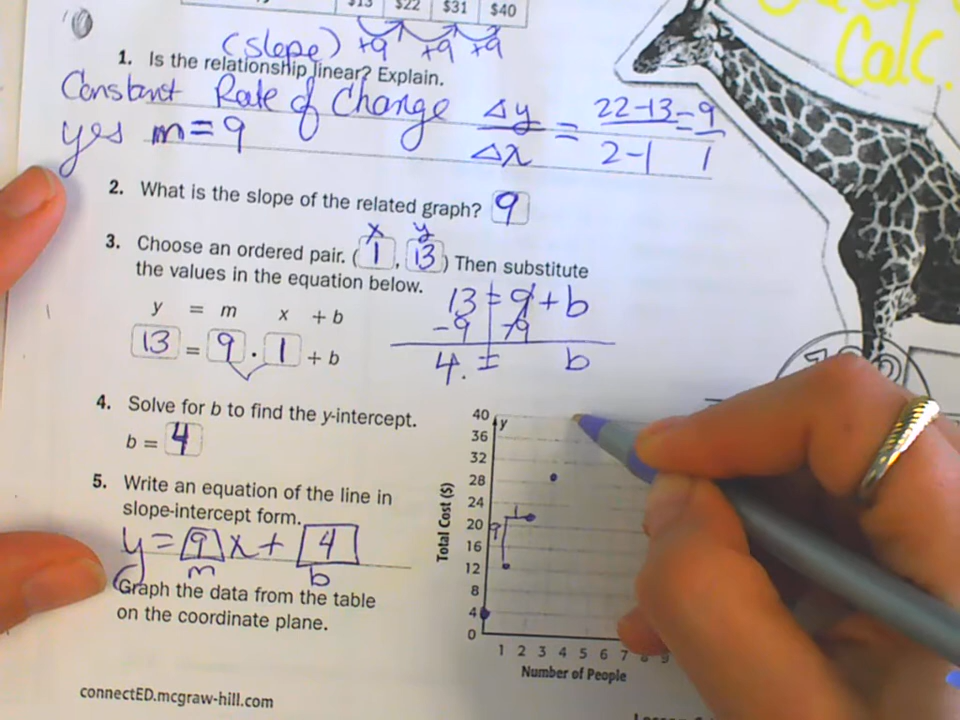 $13 $22 $31 $40
(slope) +9 +9 +9
1. Is the relationship linear? Explain.
Constant Rate of Change Δy/Δx = 22-13/2-1 = 9/1
yes m=9
2. What is the slope of the related graph? 9
x y
3. Choose an ordered pair. (1, 13) Then substitute
the values in the equation below.
13 = 9 + b
y = m x + b
-9 -9
13 = 9 · 1 + b
4. = b
4. Solve for b to find the y-intercept.
b = 4
5. Write an equation of the line in
slope-intercept form.
y = 9 x + 4
m b
Graph the data from the table
on the coordinate plane.
y
40
36
32
28
24
20
16
12
8
4
0
9 1
Total Cost ($)
1 2 3 4 5 6 7 8 9
Number of People
connectED.mcgraw-hill.com
Calc.